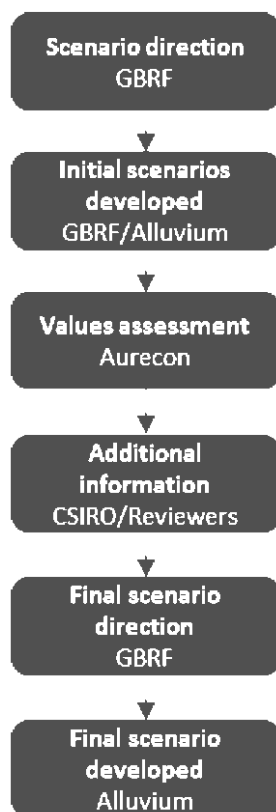 Scenario direction
GBRF
Initial scenarios
developed
GBRF/Alluvium
Values assessment
Aurecon
Additional
information
CSIRO/Reviewers
Final scenario
direction
GBRF
Final scenario
developed
Alluvium